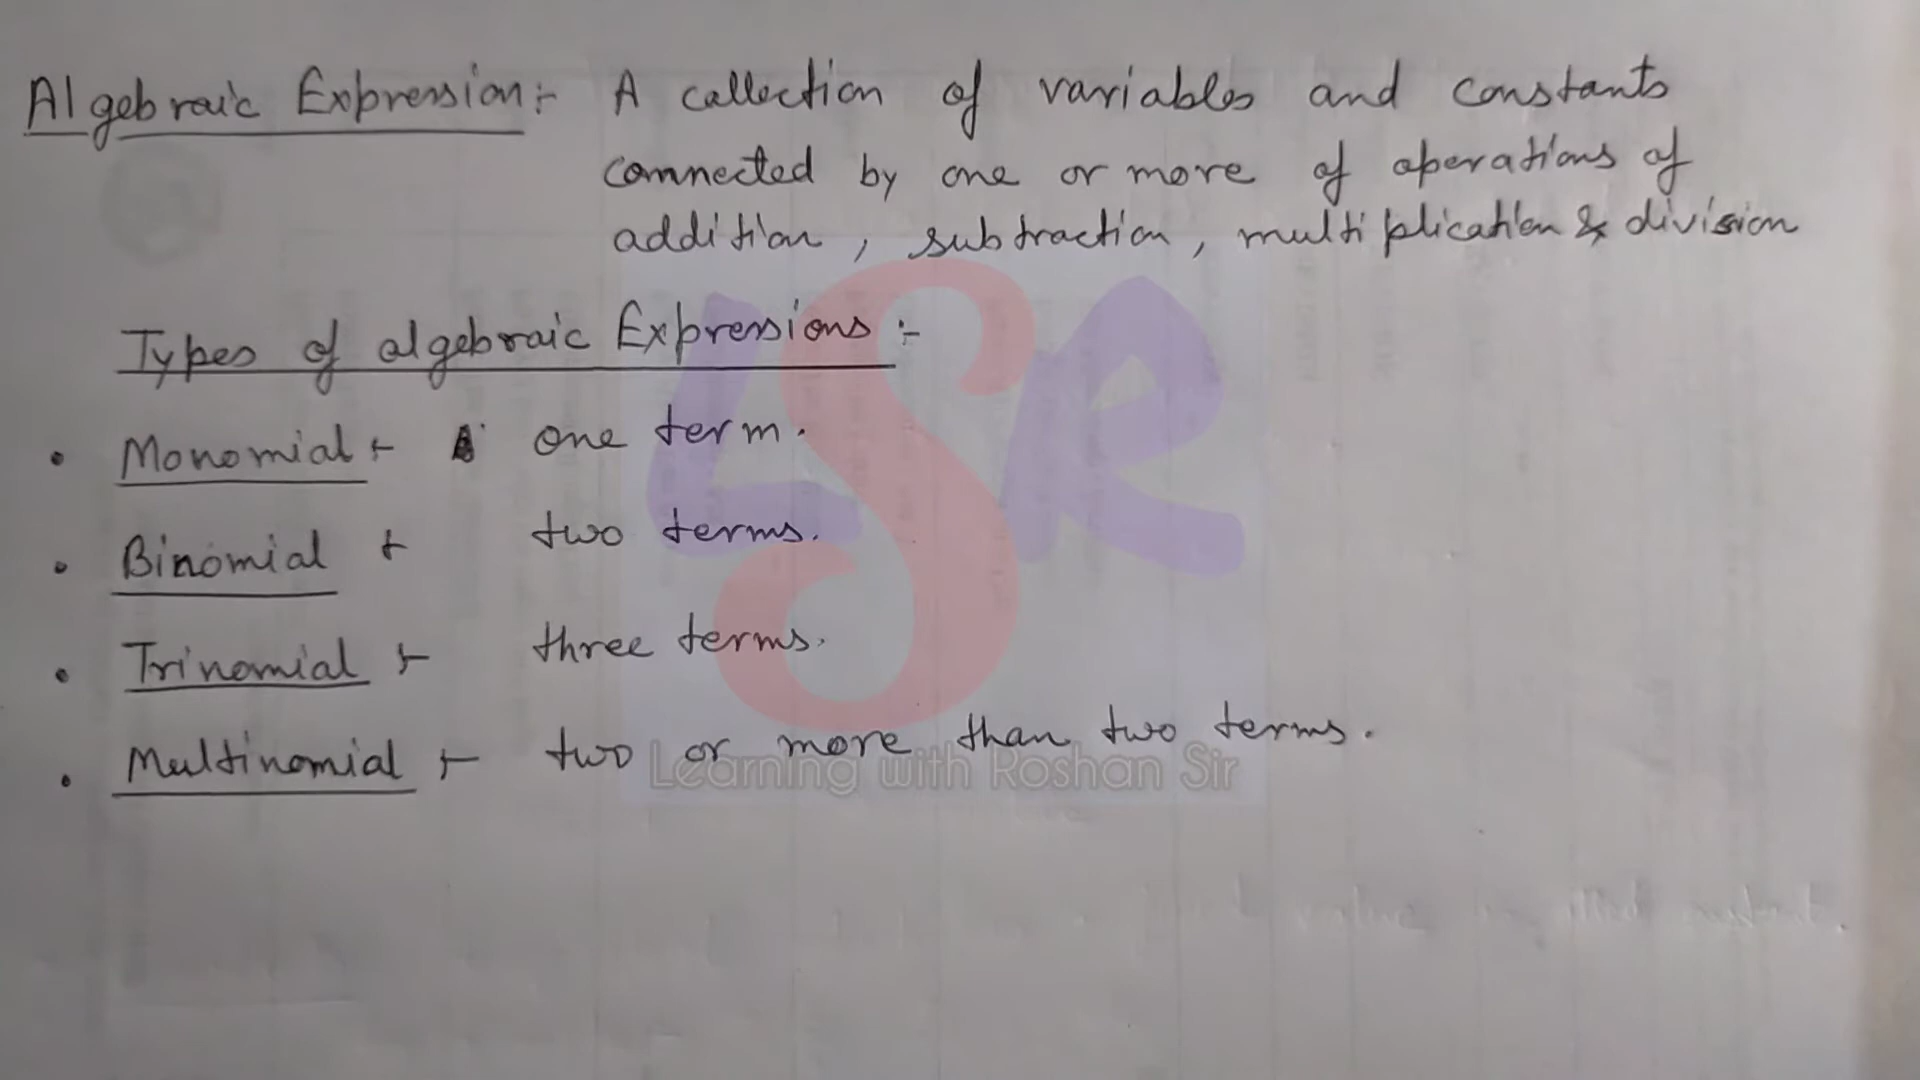 Algebraic Expression:- A collection of variables and constants
connected by one or more of operations of
addition, subtraction, multiplication & division
Types of algebraic Expressions :-
• Monomial :- one term.
• Binomial :- two terms.
• Trinomial :- three terms.
• Multinomial :- two or more than two terms.
LSR
Learning with Roshan Sir